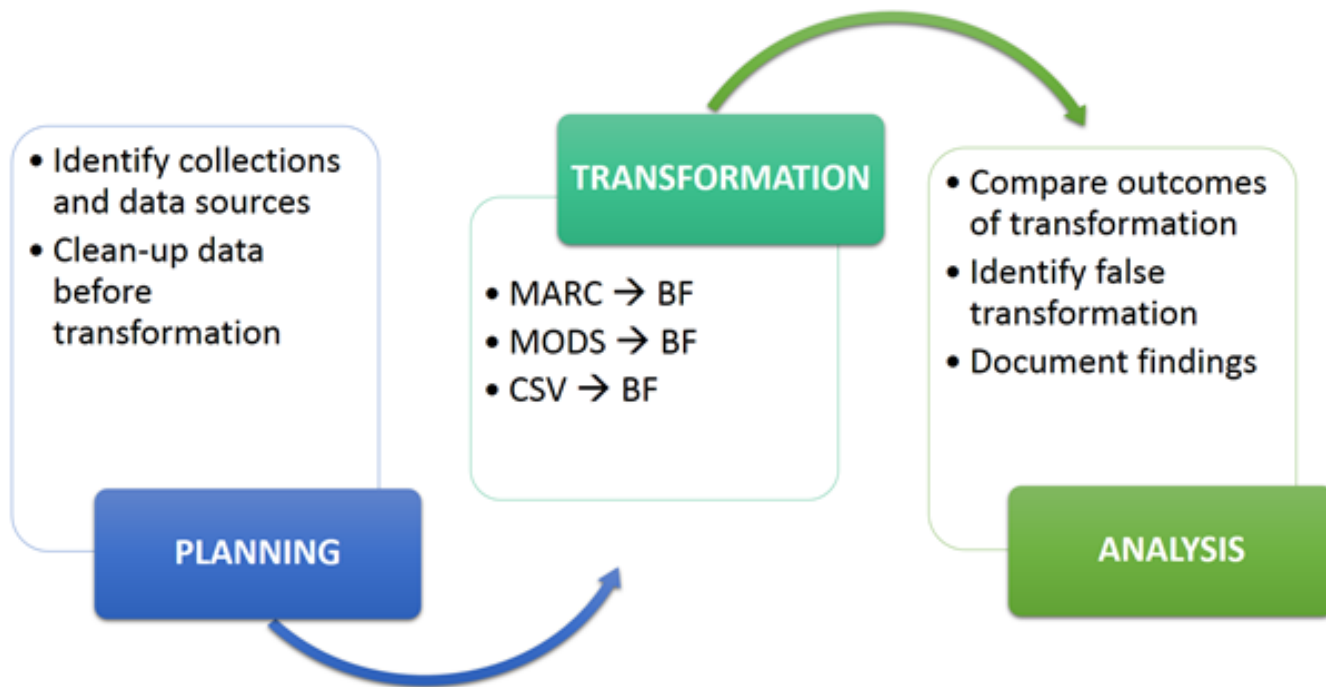 • Identify collections
and data sources
• Clean-up data
before
transformation
PLANNING
TRANSFORMATION
• MARC → BF
• MODS → BF
• CSV → BF
• Compare outcomes
of transformation
• Identify false
transformation
• Document findings
ANALYSIS